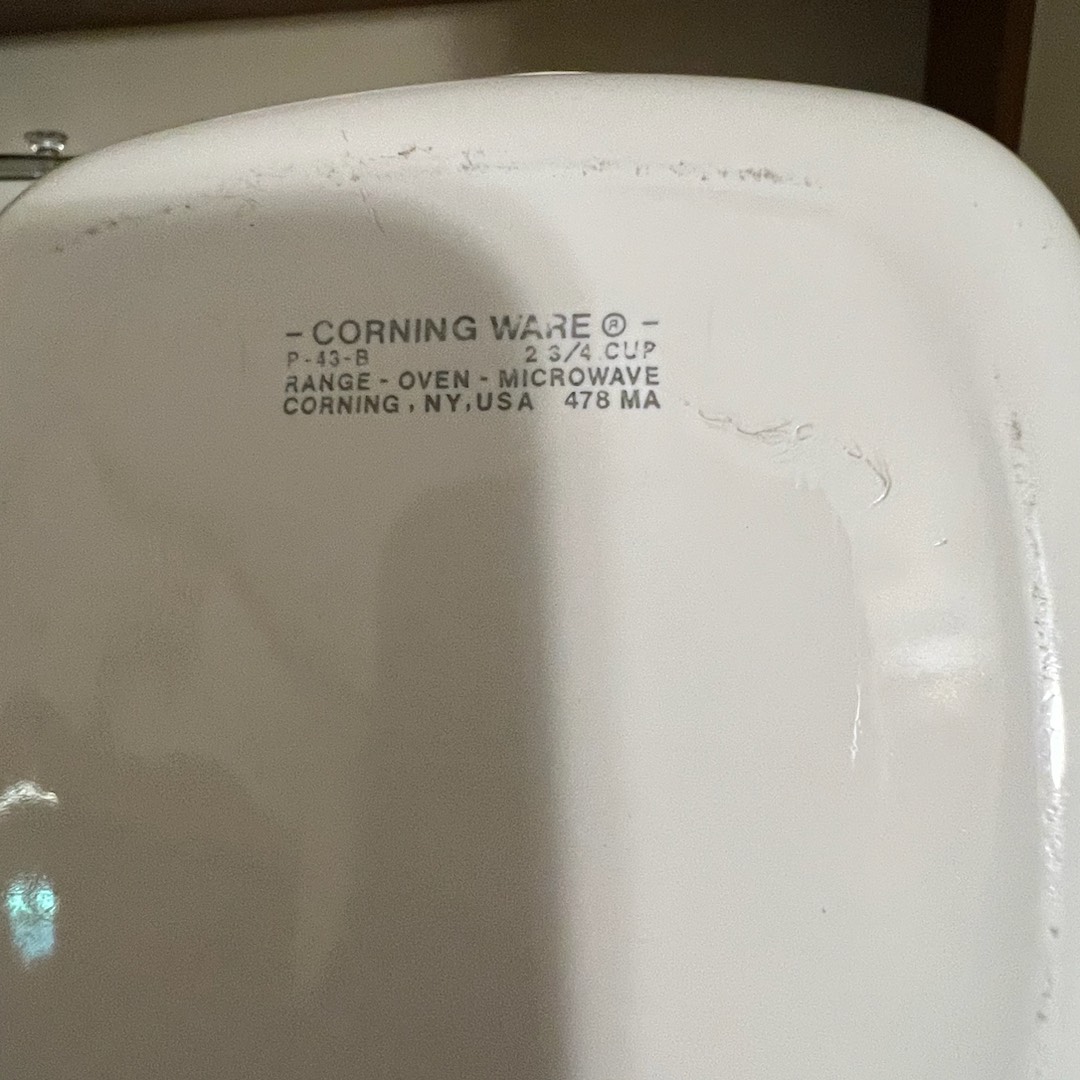 - CORNING WARE ® -
P-43-B 2 3/4 CUP
RANGE - OVEN - MICROWAVE
CORNING, NY, USA 478 MA